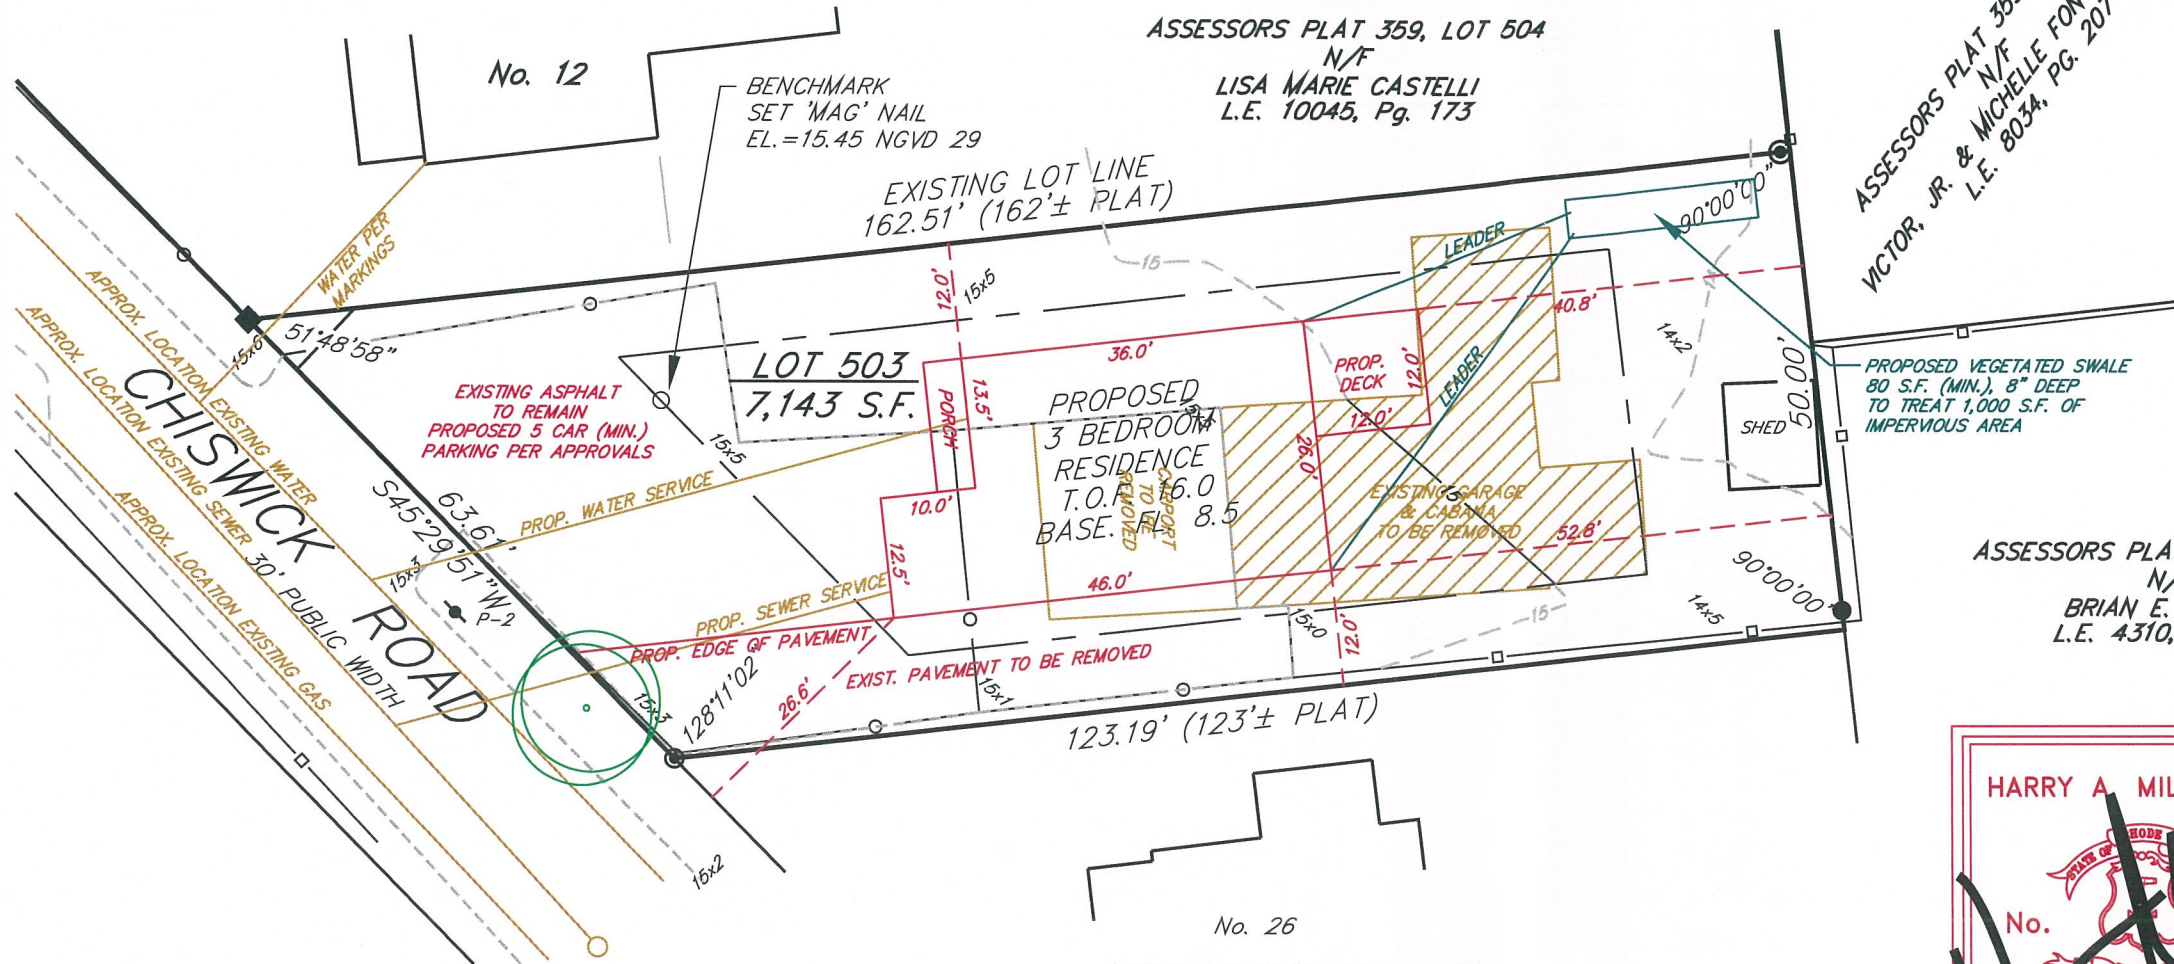 No. 12
BENCHMARK
SET 'MAG' NAIL
EL.=15.45 NGVD 29
ASSESSORS PLAT 359, LOT 504
N/F
LISA MARIE CASTELLI
L.E. 10045, Pg. 173
ASSESSORS PLAT
N/F
VICTOR, JR. & MICHELLE
L.E. 8034, PG.
EXISTING LOT LINE
162.51' (162'± PLAT)
WATER PER
MARKINGS
APPROX. LOCATION EXISTING WATER
APPROX. LOCATION EXISTING SEWER
APPROX. LOCATION EXISTING GAS
CHISWICK
ROAD
30' PUBLIC WIDTH
51°48'58"
EXISTING ASPHALT
TO REMAIN
PROPOSED 5 CAR (MIN.)
PARKING PER APPROVALS
LOT 503
7,143 S.F.
15x5
15x5
12.0'
15
LEADER
LEADER
90°00'00"
40.8'
14x2
36.0'
PROP.
DECK
12.0'
12.0'
PORCH
13.5'
PROPOSED
3 BEDROOM
RESIDENCE
T.O.F. 16.0
BASE. FL. 8.5
CARPORT
TO BE
REMOVED
26.0'
EXISTING GARAGE
& CABANA
TO BE REMOVED
52.8'
SHED
50.00'
PROPOSED VEGETATED SWALE
80 S.F. (MIN.), 8" DEEP
TO TREAT 1,000 S.F. OF
IMPERVIOUS AREA
63.61'
S45°29'51"W
15x3
P-2
PROP. WATER SERVICE
PROP. SEWER SERVICE
10.0'
12.5'
46.0'
PROP. EDGE OF PAVEMENT
EXIST. PAVEMENT TO BE REMOVED
15x3
128°11'02"
26.6'
15x1
15x0
12.0'
15
14x5
90°00'00"
123.19' (123'± PLAT)
15x2
No. 26
BRIAN E.
L.E. 4310,
HARRY A.
STATE OF
No.